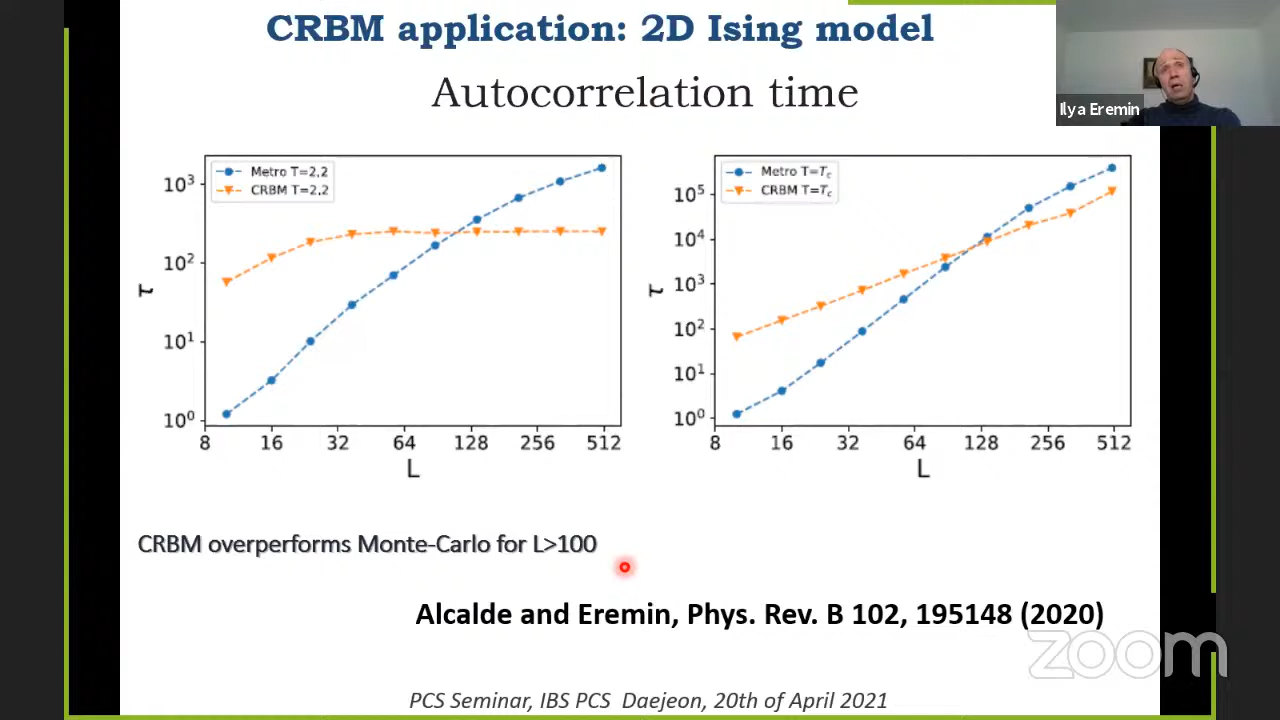 CRBM application: 2D Ising model
Ilya Eremin
Autocorrelation time
Metro T=2.2
CRBM T=2.2
10³
10²
10¹
10⁰
τ
8 16 32 64 128 256 512
L
Metro T=Tc
CRBM T=Tc
10⁵
10⁴
10³
10²
10¹
10⁰
τ
8 16 32 64 128 256 512
L
CRBM overperforms Monte-Carlo for L>100
Alcalde and Eremin, Phys. Rev. B 102, 195148 (2020)
zoom
PCS Seminar, IBS PCS Daejeon, 20th of April 2021